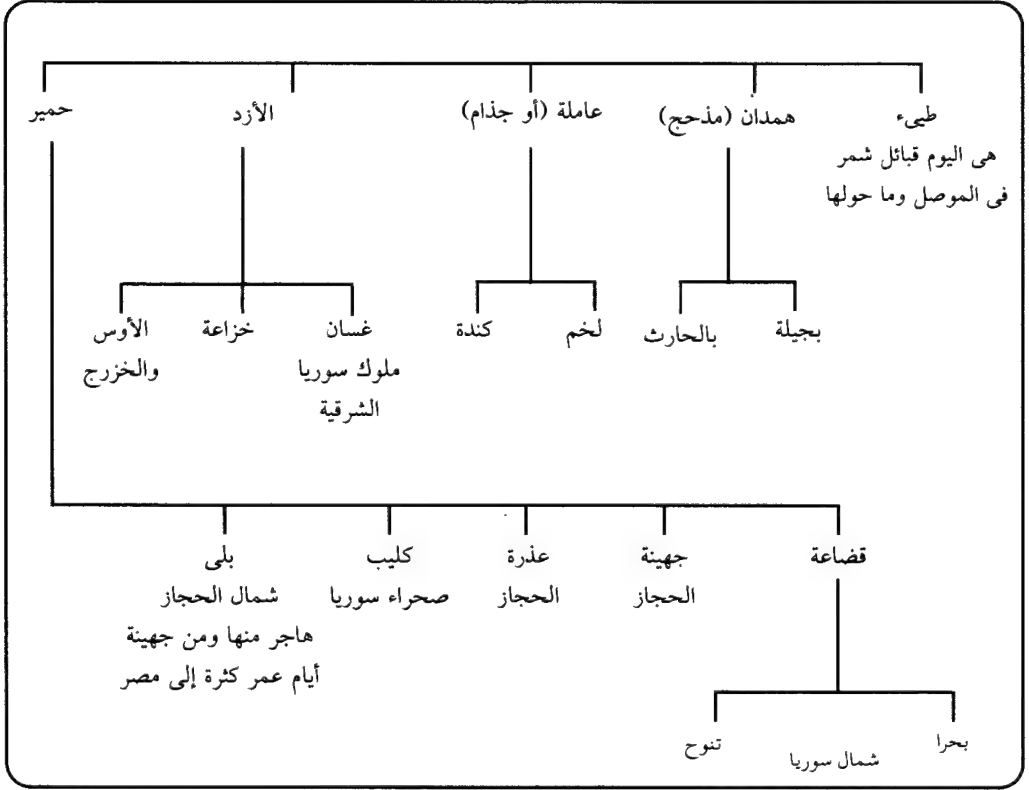 طيىء
هى اليوم قبائل شمر
فى الموصل وما حولها
همدان (مذحج)
عاملة (أو جذام)
الأزد
حمير
بجيلة
بالحارث
لخم
كندة
غسان
ملوك سوريا
الشرقية
خزاعة
الأوس
والخزرج
قضاعة
جهينة
الحجاز
عذرة
الحجاز
كليب
صحراء سوريا
بلى
شمال الحجاز
هاجر منها ومن جهينة
أيام عمر كثرة إلى مصر
بحرا
شمال سوريا
تنوح